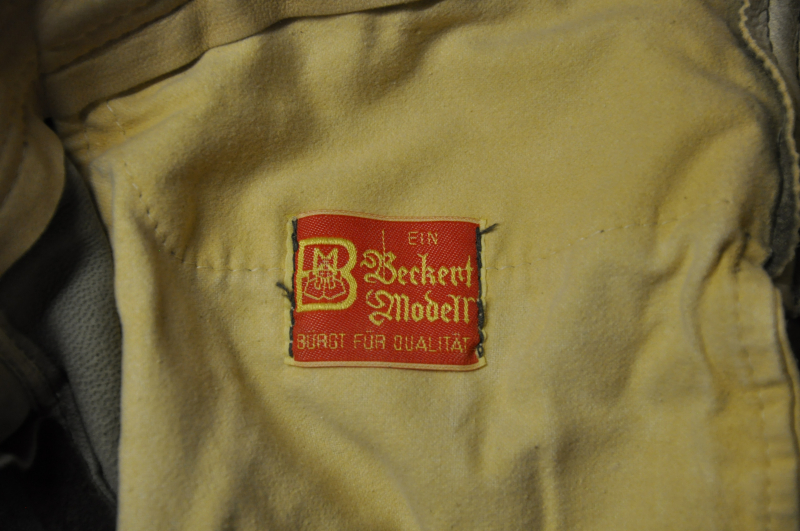 EIN
B Beckert
Modell
BÜRGT FÜR QUALITÄT